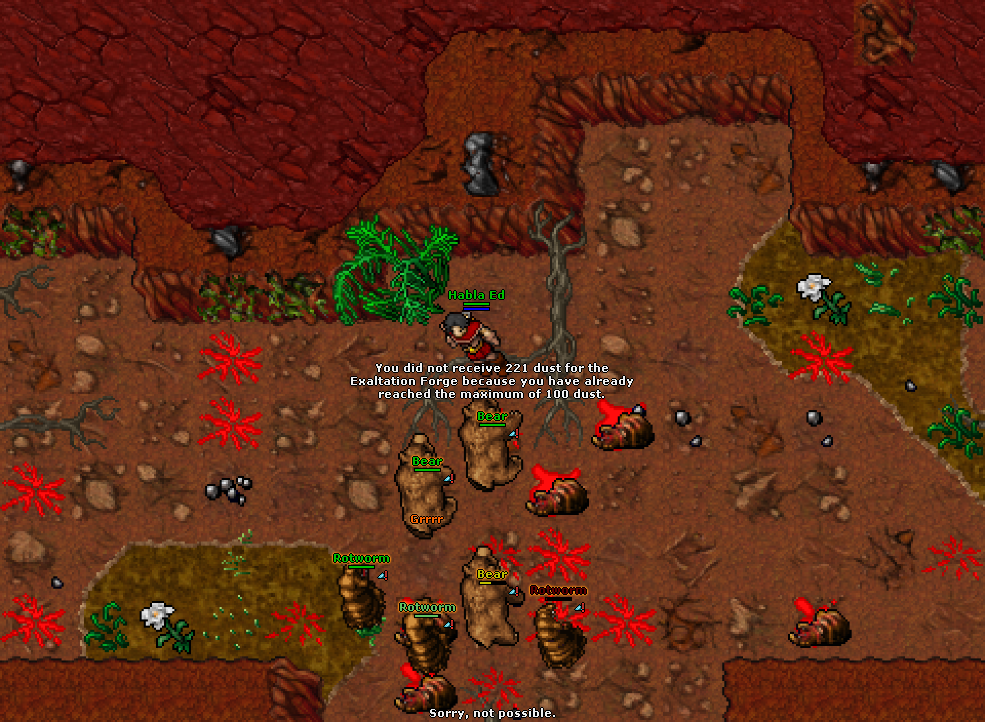 Habla Ed
You did not receive 221 dust for the
Exaltation Forge because you have already
reached the maximum of 100 dust.
Bear
Bear
Grrrr
Rotworm
Bear
Rotworm
Rotworm
Sorry, not possible.